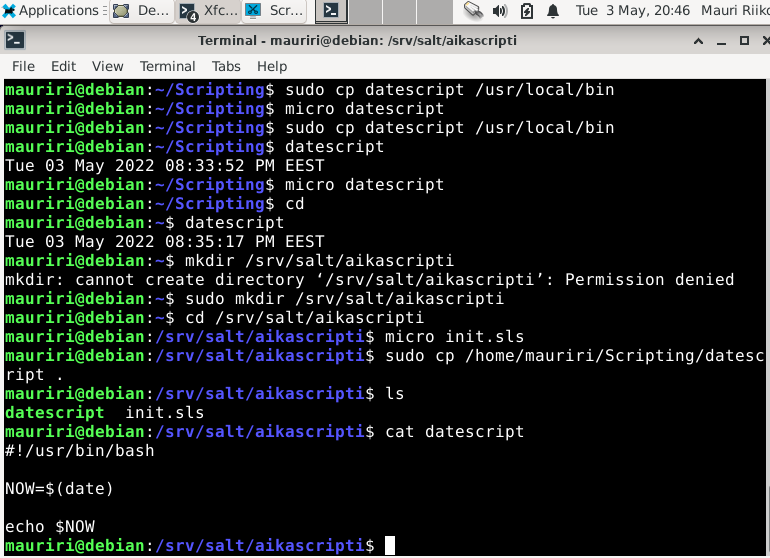 Applications De... 4 Xfc... Scr... Tue 3 May, 20:46 Mauri Riiko
Terminal - mauriri@debian: /srv/salt/aikascripti
File Edit View Terminal Tabs Help
mauriri@debian:~/Scripting$ sudo cp datescript /usr/local/bin
mauriri@debian:~/Scripting$ micro datescript
mauriri@debian:~/Scripting$ sudo cp datescript /usr/local/bin
mauriri@debian:~/Scripting$ datescript
Tue 03 May 2022 08:33:52 PM EEST
mauriri@debian:~/Scripting$ micro datescript
mauriri@debian:~/Scripting$ cd
mauriri@debian:~$ datescript
Tue 03 May 2022 08:35:17 PM EEST
mauriri@debian:~$ mkdir /srv/salt/aikascripti
mkdir: cannot create directory ‘/srv/salt/aikascripti’: Permission denied
mauriri@debian:~$ sudo mkdir /srv/salt/aikascripti
mauriri@debian:~$ cd /srv/salt/aikascripti
mauriri@debian:/srv/salt/aikascripti$ micro init.sls
mauriri@debian:/srv/salt/aikascripti$ sudo cp /home/mauriri/Scripting/datesc
ript .
mauriri@debian:/srv/salt/aikascripti$ ls
datescript init.sls
mauriri@debian:/srv/salt/aikascripti$ cat datescript
#!/usr/bin/bash
NOW=$(date)
echo $NOW
mauriri@debian:/srv/salt/aikascripti$